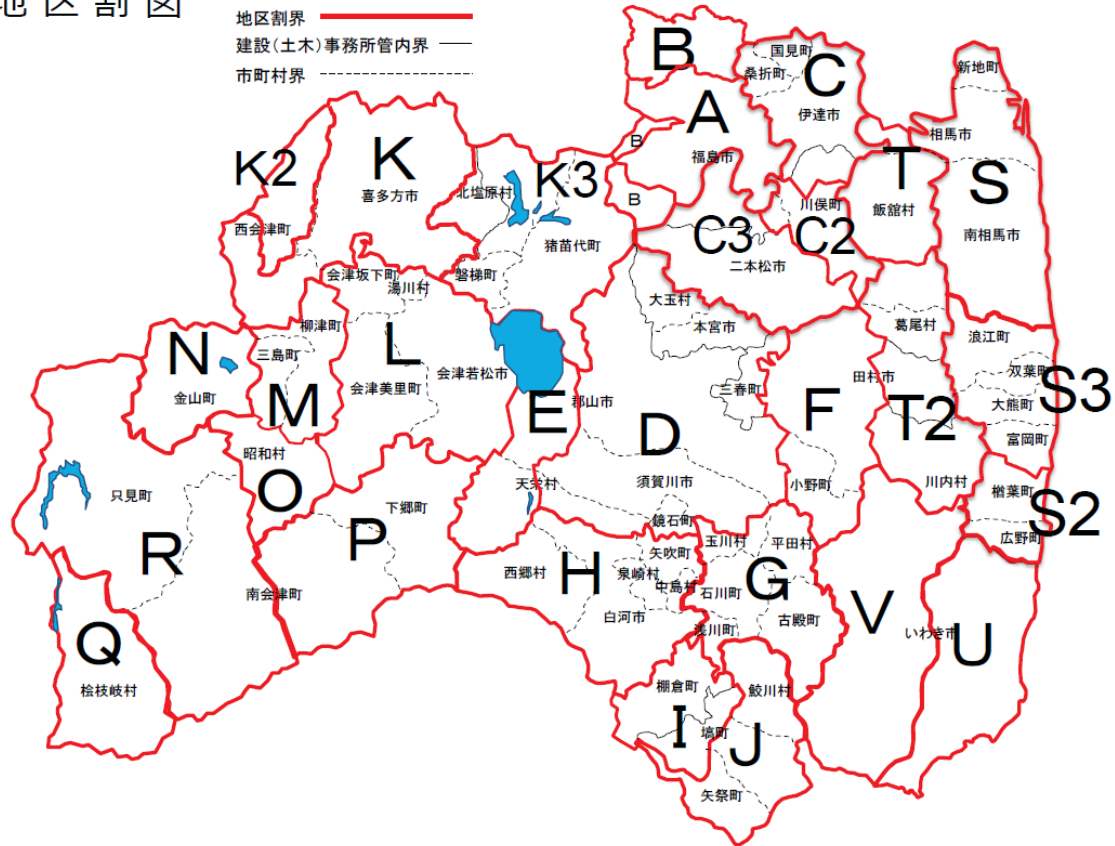 地区割図
地区割界
建設(土木)事務所管内界
市町村界
B
国見町
桑折町
C
伊達市
新地町
相馬市
A
福島市
B
B
K2
K
喜多方市
北塩原村
K3
猪苗代町
西会津町
T
飯舘村
S
南相馬市
川俣町
C3
C2
二本松市
会津坂下町
湯川村
磐梯町
大玉村
本宮市
葛尾村
浪江町
柳津町
三島町
N
金山町
L
会津若松市
会津美里町
M
E
郡山市
三春町
田村市
F
双葉町
大熊町
S3
富岡町
T2
D
昭和村
O
天栄村
須賀川市
小野町
川内村
楢葉町
S2
広野町
只見町
下郷町
P
R
鏡石町
玉川村
平田村
矢吹町
西郷村
H
泉崎村
中島村
石川町
G
南会津町
白河市
浅川町
古殿町
V
いわき市
U
Q
桧枝岐村
棚倉町
鮫川村
I
塙町
J
矢祭町